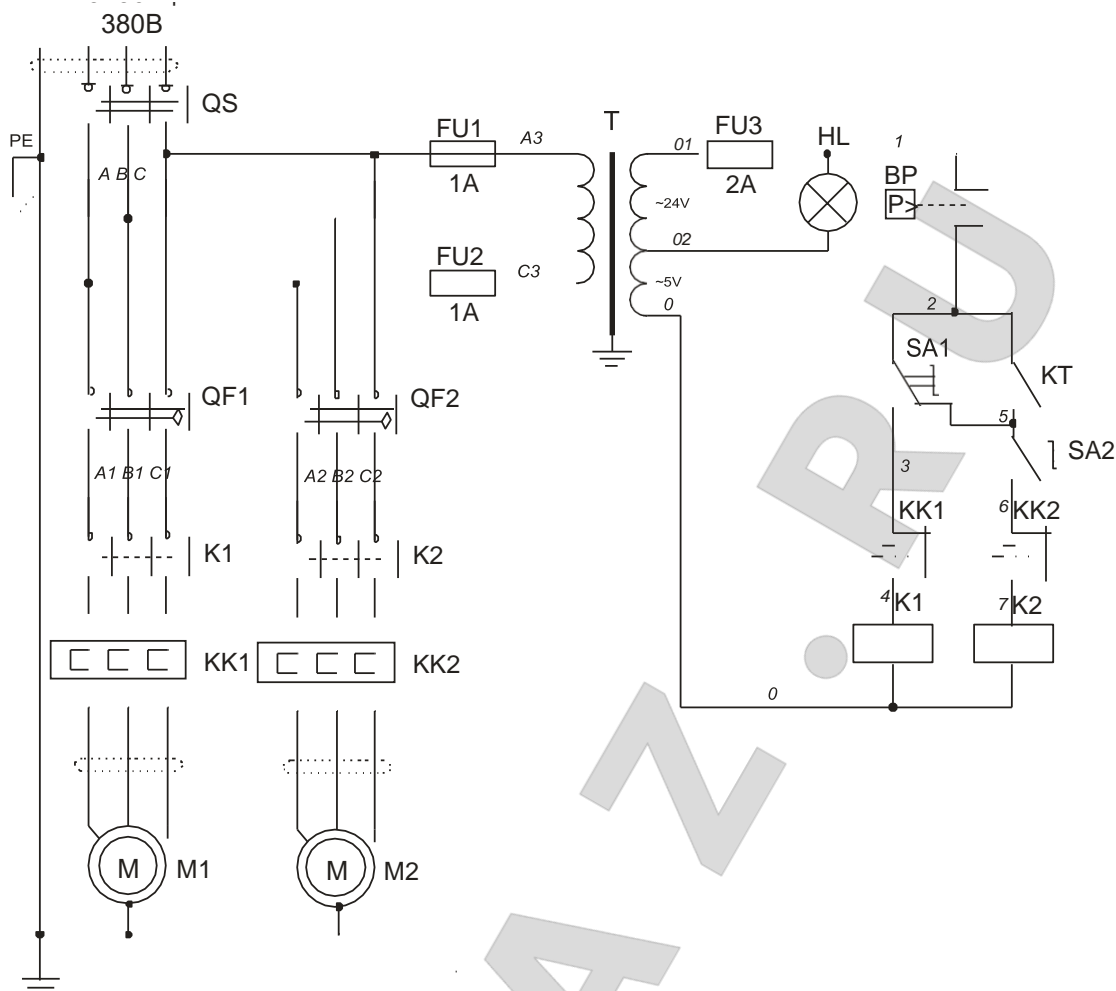 380В
QS
PE
A B C
FU1
A3
1A
FU2
C3
1A
T
01
~24V
02
~5V
0
FU3
2A
HL
1
BP
P
2
SA1
KT
5
SA2
3
KK1
6
KK2
4
K1
7
K2
0
QF1
QF2
A1 B1 C1
A2 B2 C2
K1
K2
KK1
KK2
M
M1
M
M2
AZ.RU